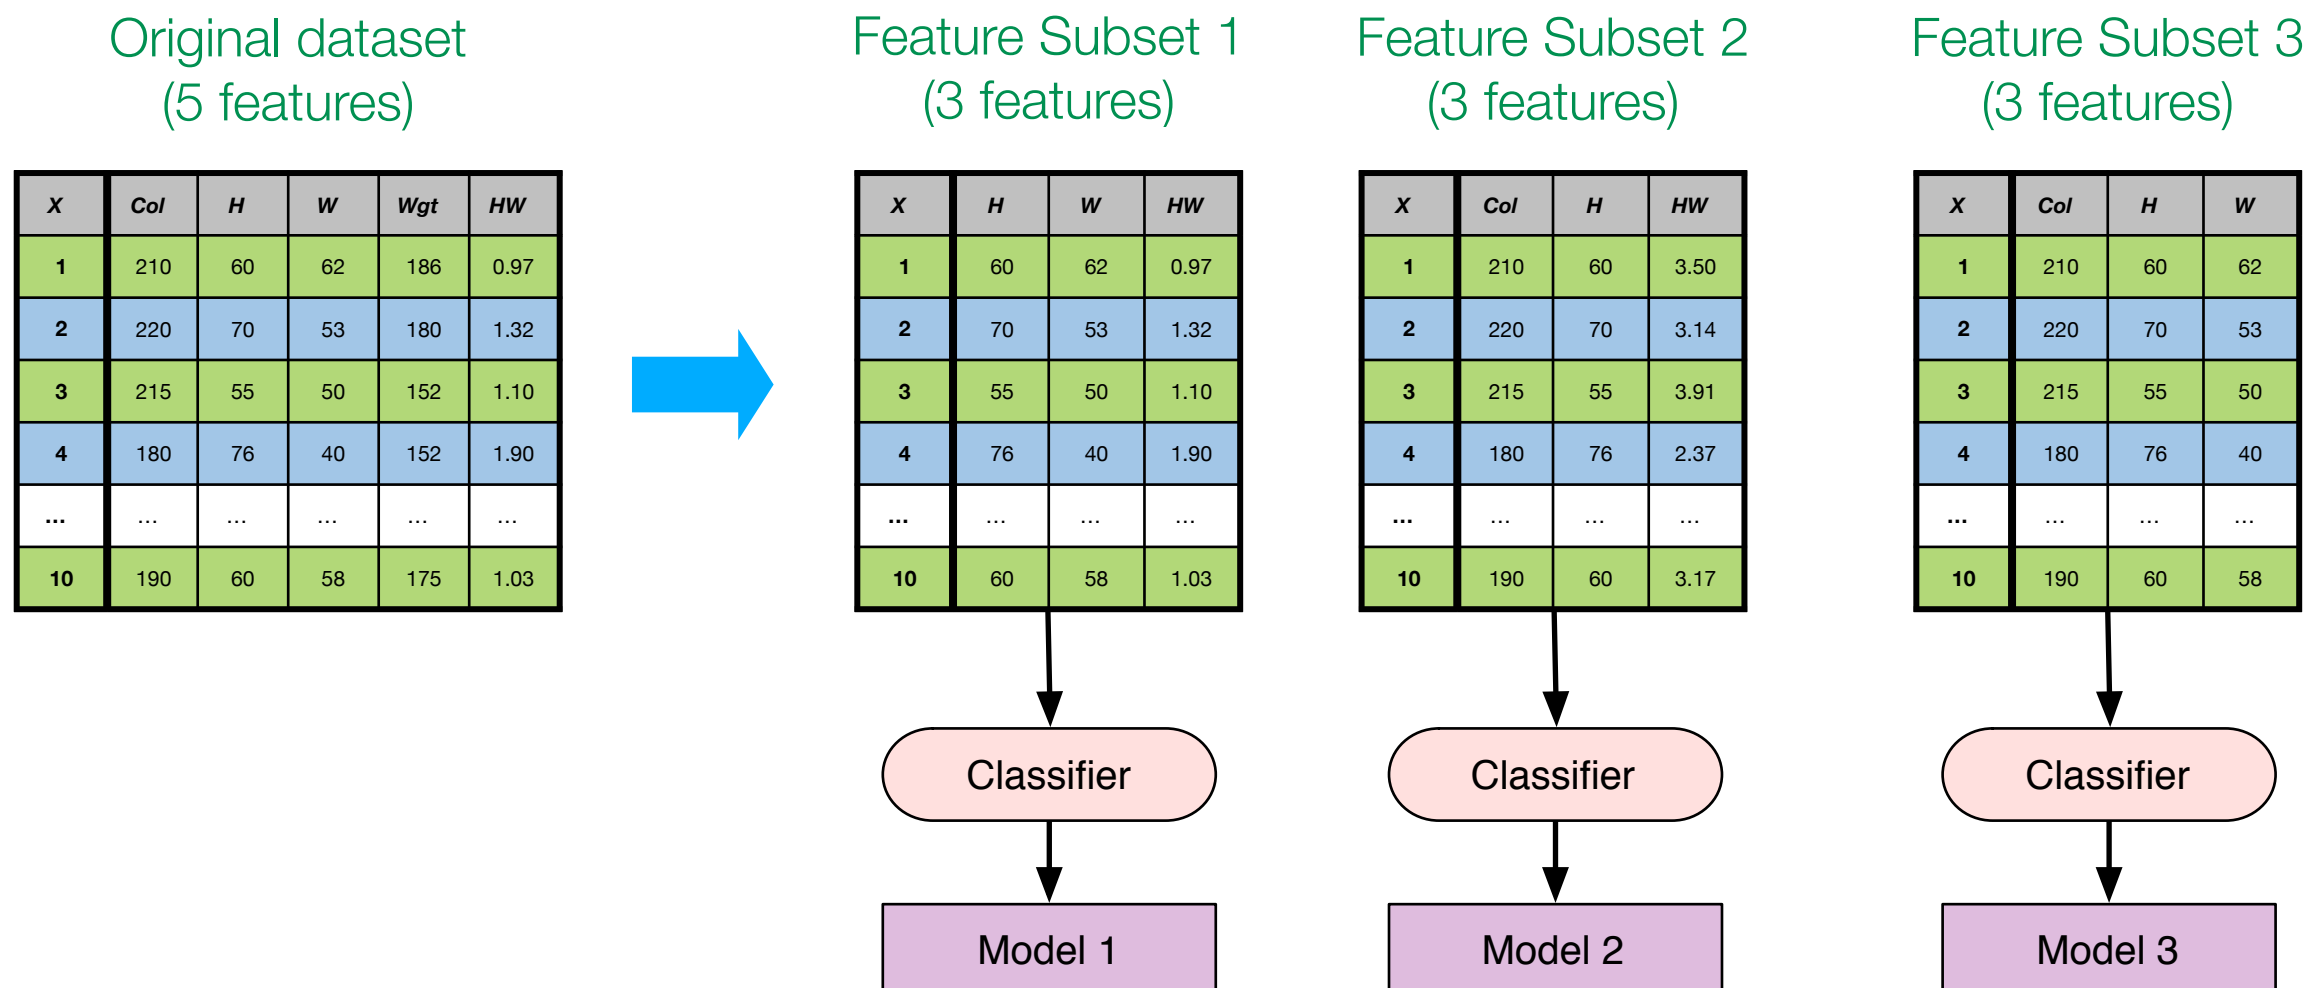 Original dataset
(5 features)
X Col H W Wgt HW
1 210 60 62 186 0.97
2 220 70 53 180 1.32
3 215 55 50 152 1.10
4 180 76 40 152 1.90
... ... ... ... ... ...
10 190 60 58 175 1.03
Feature Subset 1
(3 features)
X H W HW
1 60 62 0.97
2 70 53 1.32
3 55 50 1.10
4 76 40 1.90
... ... ... ...
10 60 58 1.03
Classifier
Model 1
Feature Subset 2
(3 features)
X Col H HW
1 210 60 3.50
2 220 70 3.14
3 215 55 3.91
4 180 76 2.37
... ... ... ...
10 190 60 3.17
Classifier
Model 2
Feature Subset 3
(3 features)
X Col H W
1 210 60 62
2 220 70 53
3 215 55 50
4 180 76 40
... ... ... ...
10 190 60 58
Classifier
Model 3